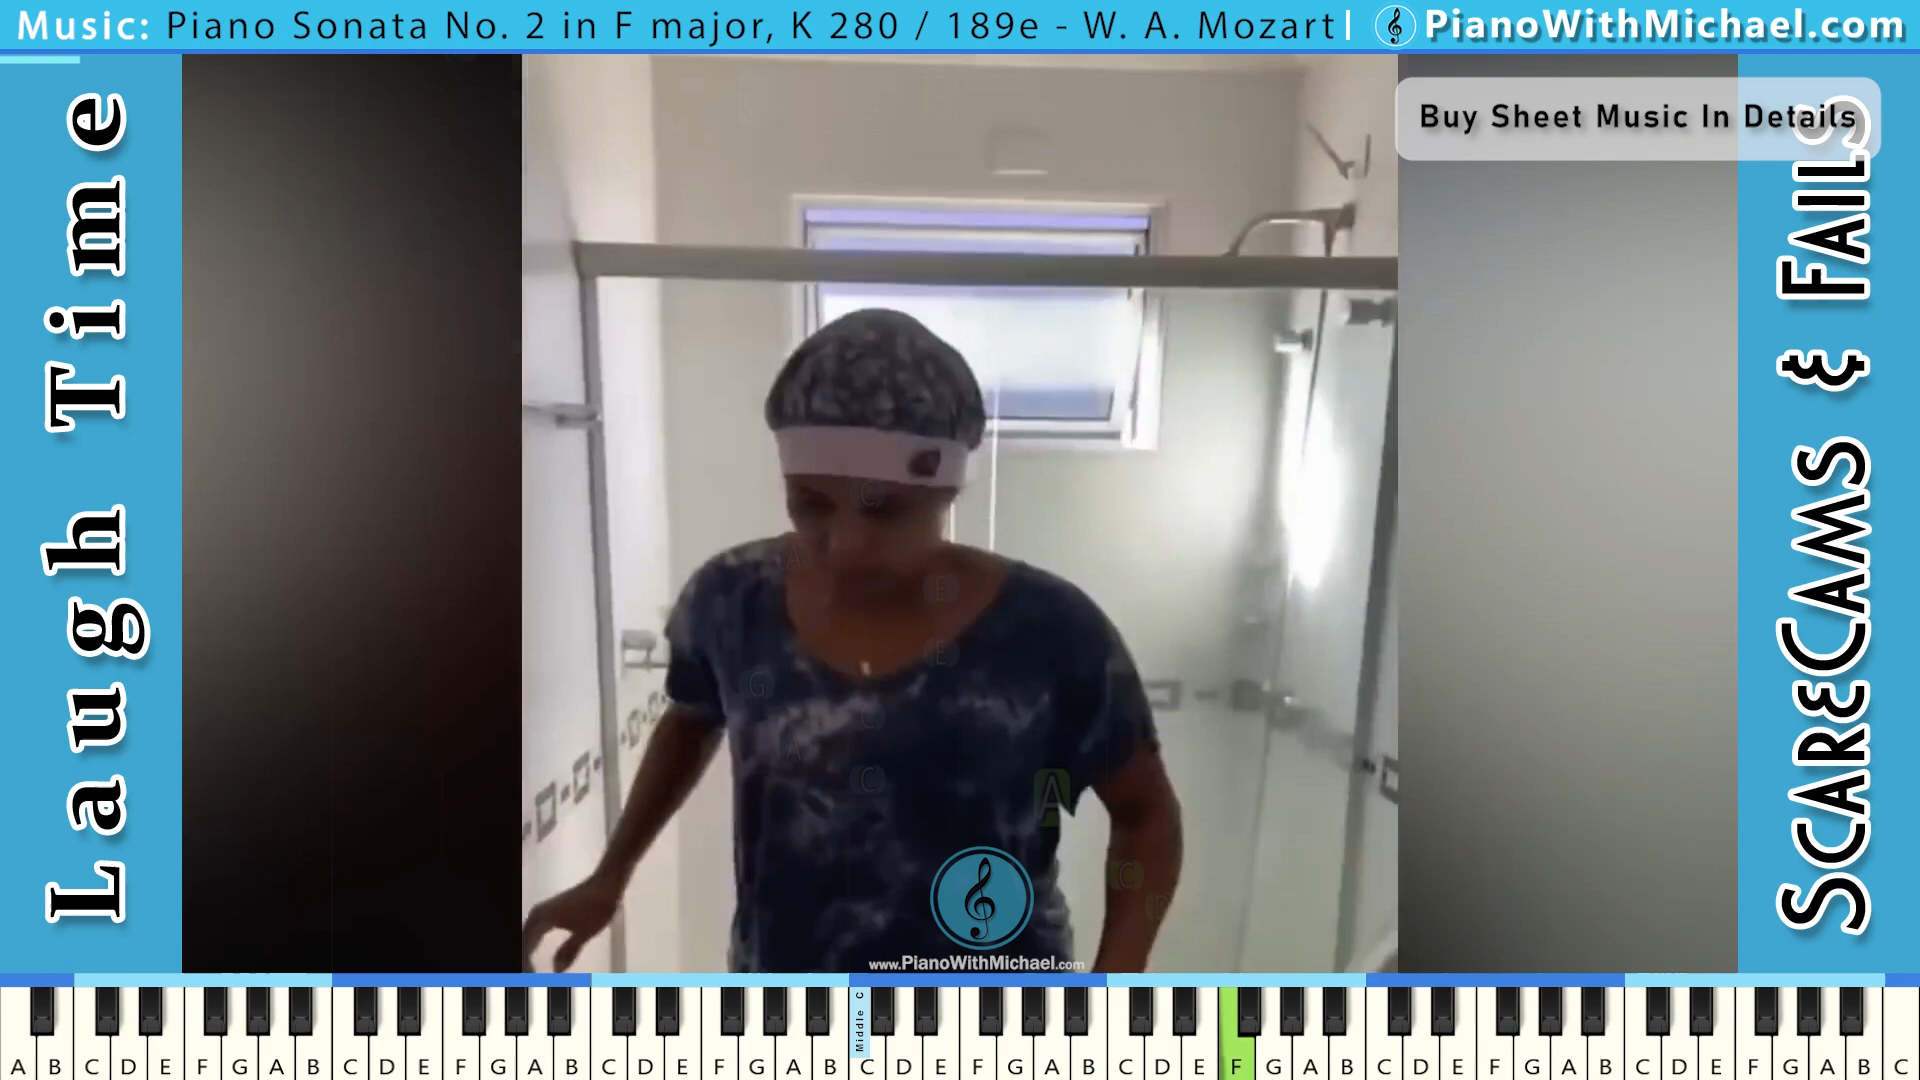 Music: Piano Sonata No. 2 in F major, K 280 / 189e - W. A. Mozart
PianoWithMichael.com
Buy Sheet Music In Details
Laugh Time
ScareCams & Fails
C
A
E
E
G
C
A
C
A
C
D
www.PianoWithMichael.com
Middle C
A B C D E F G A B C D E F G A B C D E F G A B C D E F G A B C D E F G A B C D E F G A B C D E F G A B C